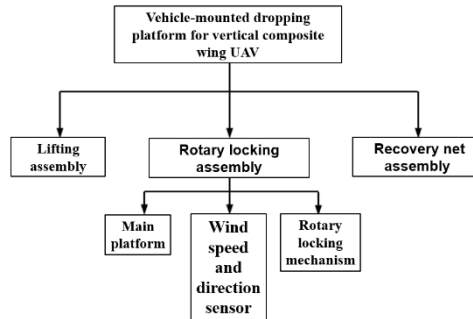 Vehicle-mounted dropping
platform for vertical composite
wing UAV
Lifting
assembly
Rotary locking
assembly
Recovery net
assembly
Main
platform
Wind
speed
and
direction
sensor
Rotary
locking
mechanism